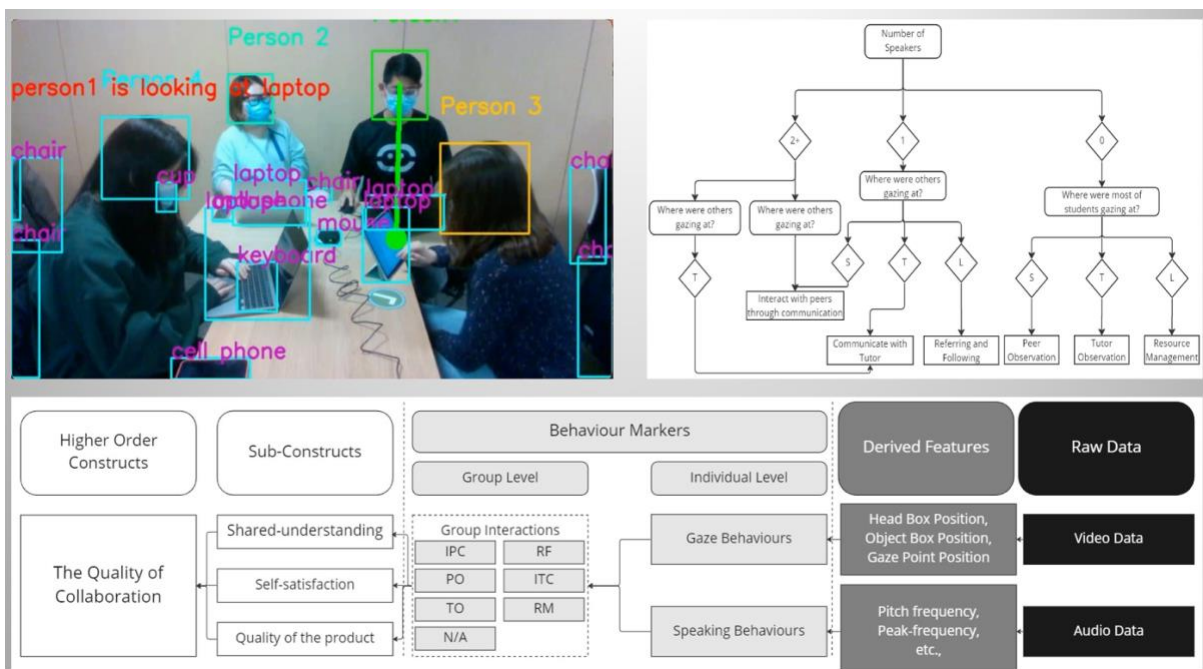 Person 2
person1 is looking at laptop
Person 3
chair
cup
laptop
chair
laptop
mouse
keyboard
chair
cell phone
Number of
Speakers
2+
1
0
Where were others
gazing at?
Where were most of
students gazing at?
Where were others
gazing at?
Where were others
gazing at?
T
S
T
L
S
T
L
Interact with peers
through communication
Communicate with
Tutor
Referring and
Following
Peer
Observation
Tutor
Observation
Resource
Management
Higher Order
Constructs
Sub-Constructs
Behaviour Markers
Group Level
Individual Level
Derived Features
Raw Data
The Quality of
Collaboration
Shared-understanding
Self-satisfaction
Quality of the product
Group Interactions
IPC
RF
PO
ITC
TO
RM
N/A
Gaze Behaviours
Speaking Behaviours
Head Box Position,
Object Box Position,
Gaze Point Position
Pitch frequency,
Peak-frequency,
etc.,
Video Data
Audio Data